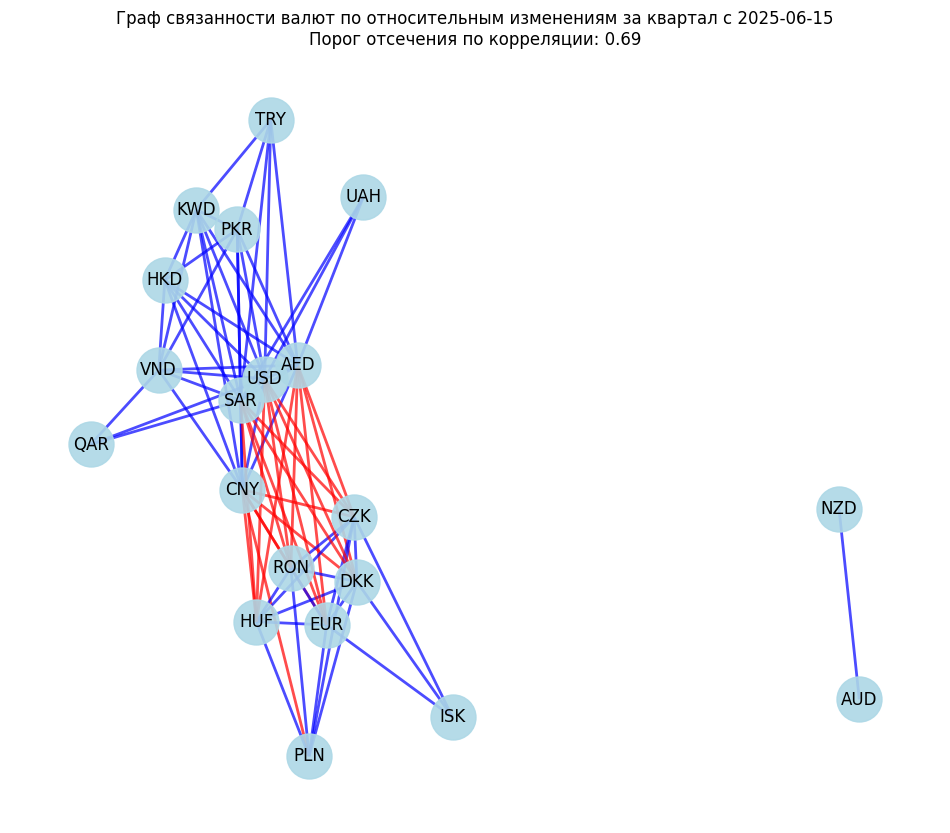 Граф связанности валют по относительным изменениям за квартал с 2025-06-15
Порог отсечения по корреляции: 0.69
TRY
UAH
KWD
PKR
HKD
AED
VND
USD
SAR
QAR
CNY
NZD
CZK
RON
DKK
HUF
EUR
AUD
ISK
PLN